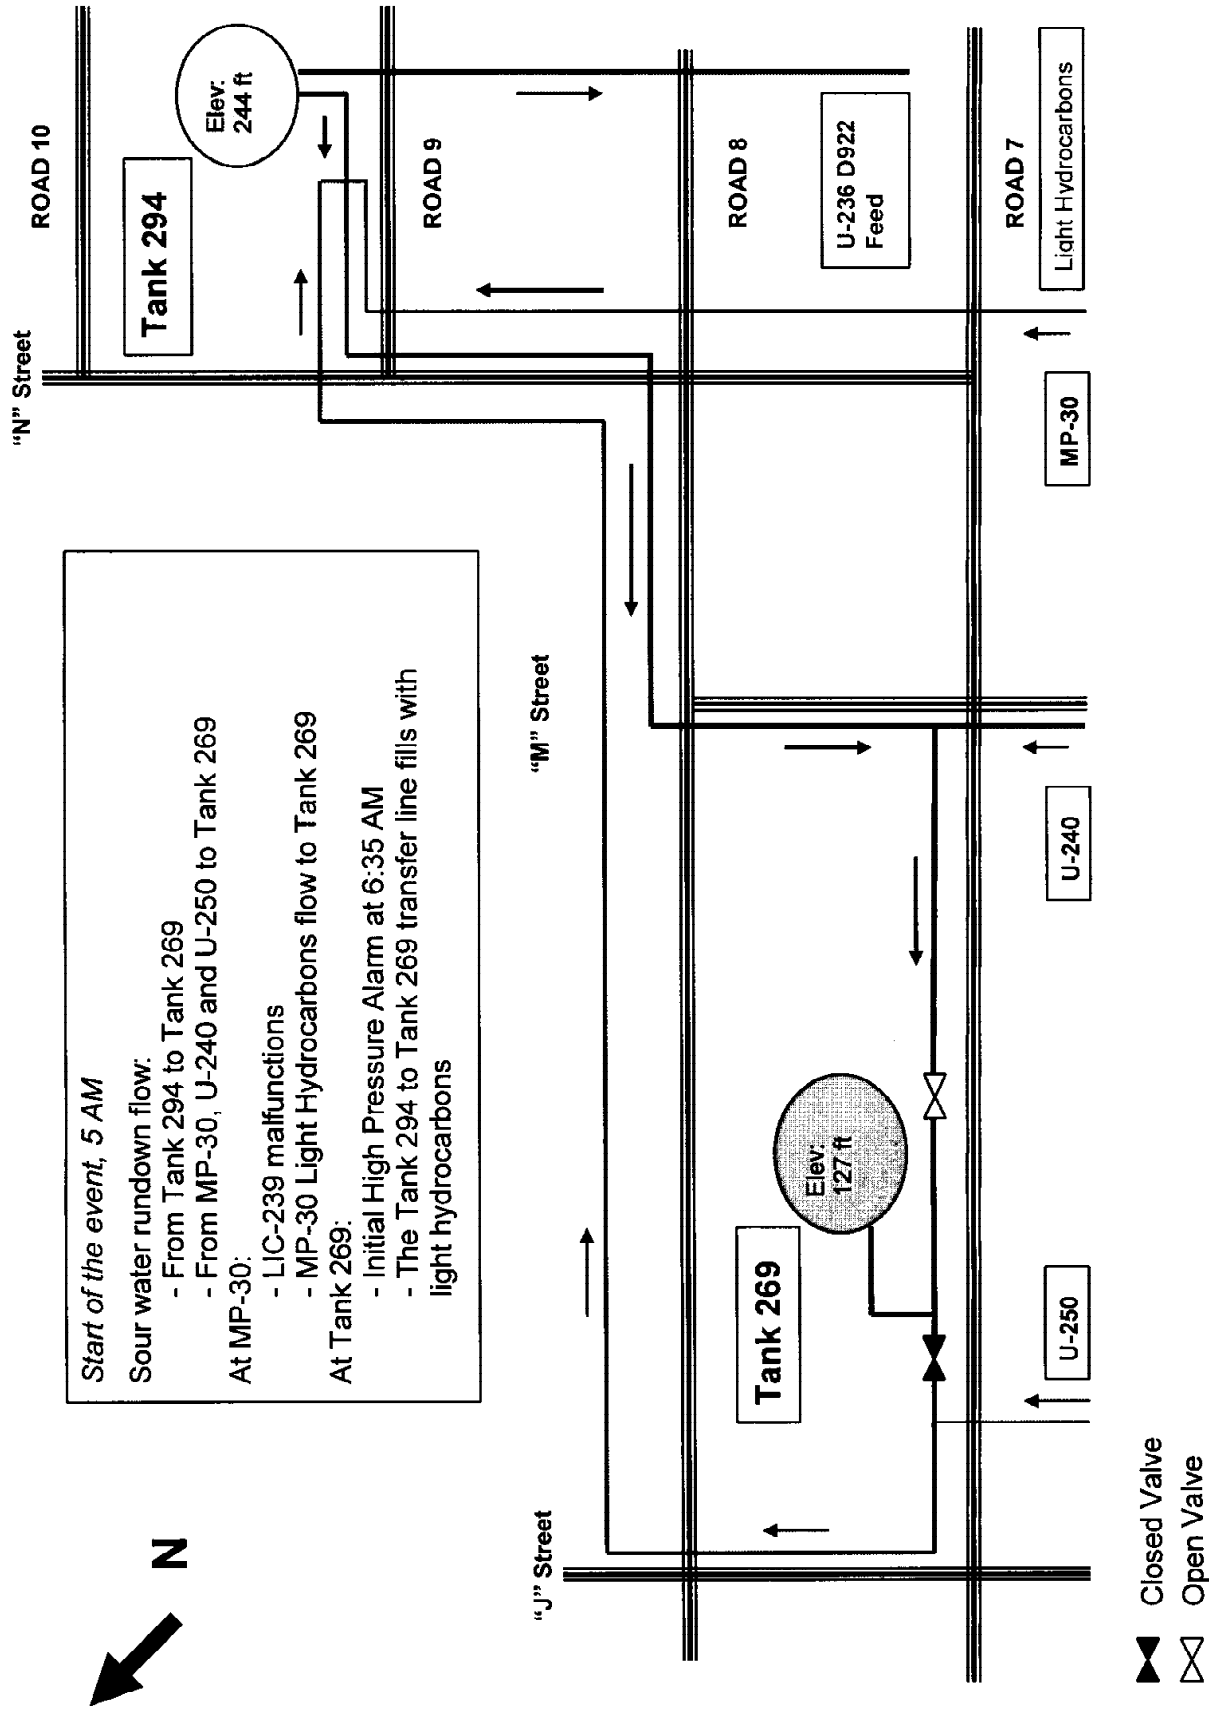 Start of the event, 5 AM
Sour water rundown flow:
- From Tank 294 to Tank 269
- From MP-30, U-240 and U-250 to Tank 269
At MP-30:
- LIC-239 malfunctions
- MP-30 Light Hydrocarbons flow to Tank 269
At Tank 269:
- Initial High Pressure Alarm at 6:35 AM
- The Tank 294 to Tank 269 transfer line fills with
light hydrocarbons
N
"N" Street
ROAD 10
Tank 294
Elev:
244 ft
ROAD 9
"M" Street
ROAD 8
"J" Street
Tank 269
Elev:
127 ft
U-236 D922
Feed
ROAD 7
U-250
U-240
MP-30
Light Hydrocarbons
Closed Valve
Open Valve